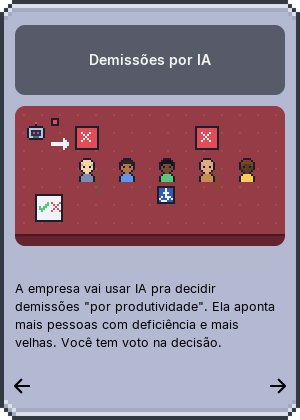 Demissões por IA
A empresa vai usar IA pra decidir
demissões "por produtividade". Ela aponta
mais pessoas com deficiência e mais
velhas. Você tem voto na decisão.